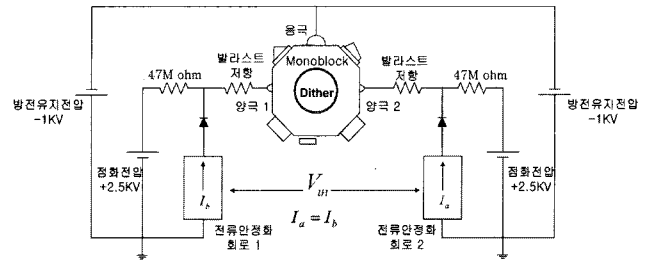 음극
발라스트
저항
Monoblock
발라스트
저항
47M ohm
47M ohm
Dither
방전유지전압
-1KV
양극 1
양극 2
방전유지전압
-1KV
점화전압
+2.5KV
점화전압
+2.5KV
I_b
V_th
I_a
I_a = I_b
전류안정화
회로 1
전류안정화
회로 2